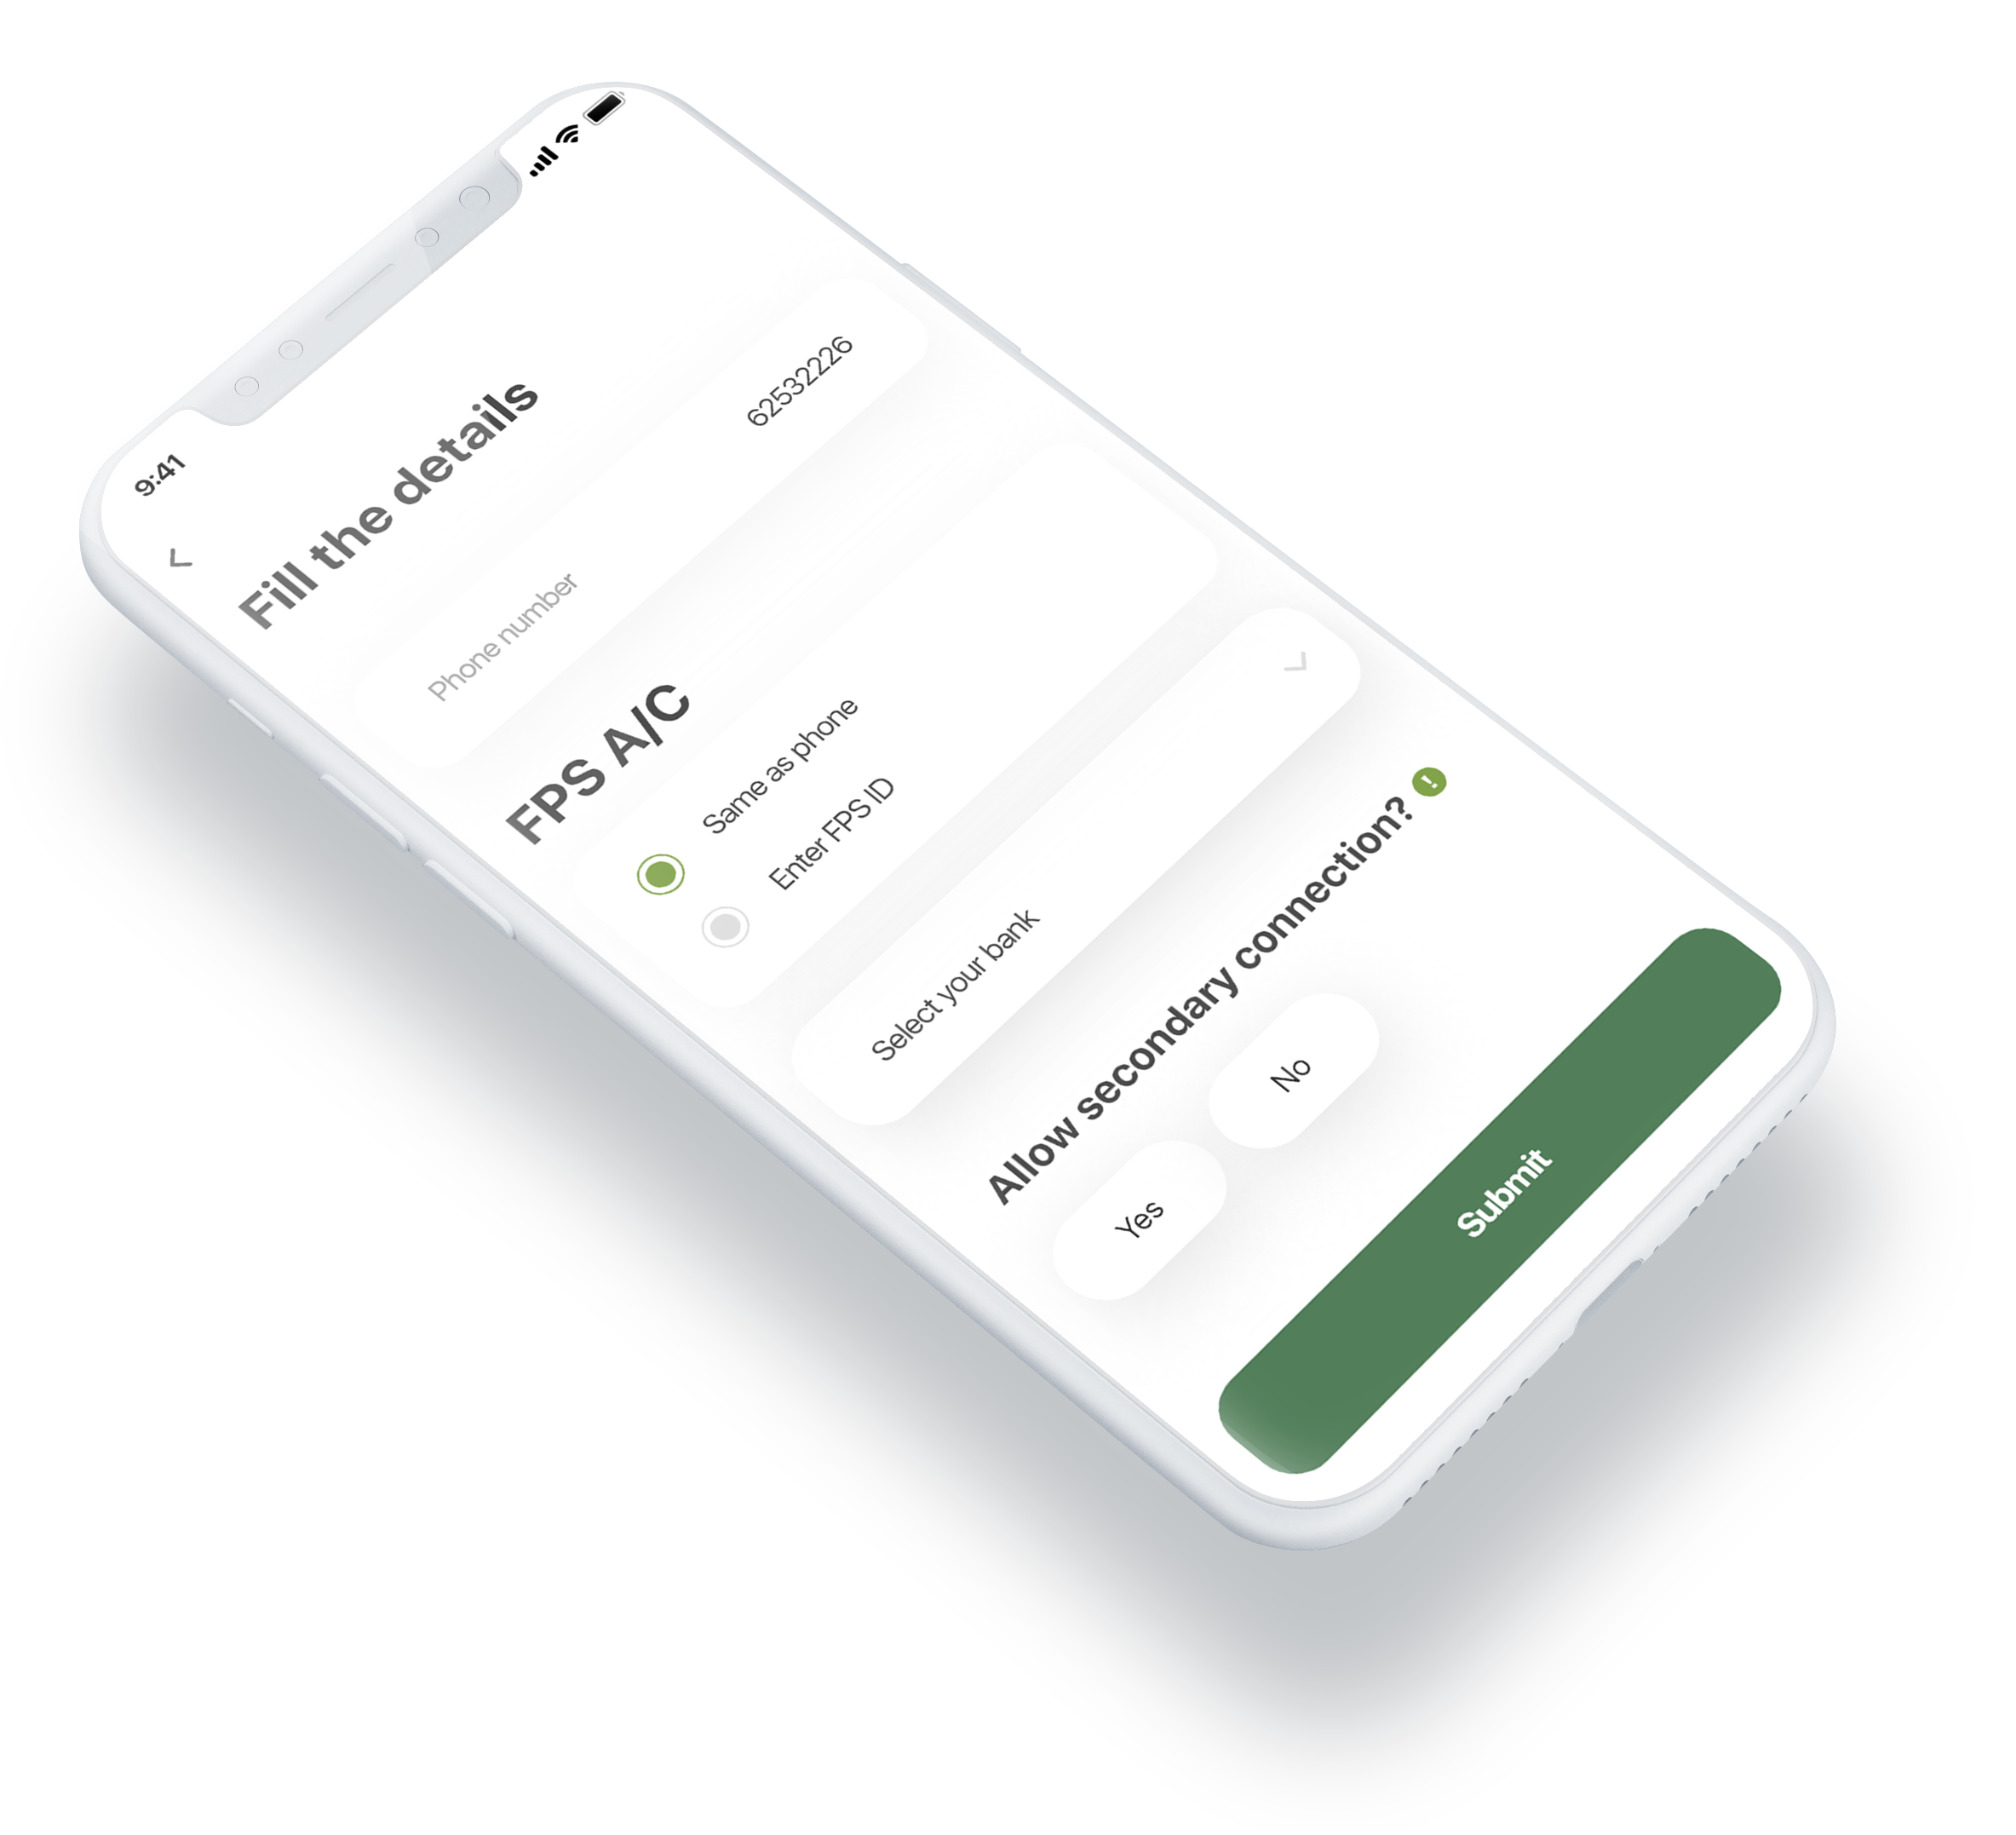 9:41
Fill the details
Phone number 62532226
FPS A/C
Same as phone
Enter FPS ID
Select your bank
Allow secondary connection? !
Yes No
Submit